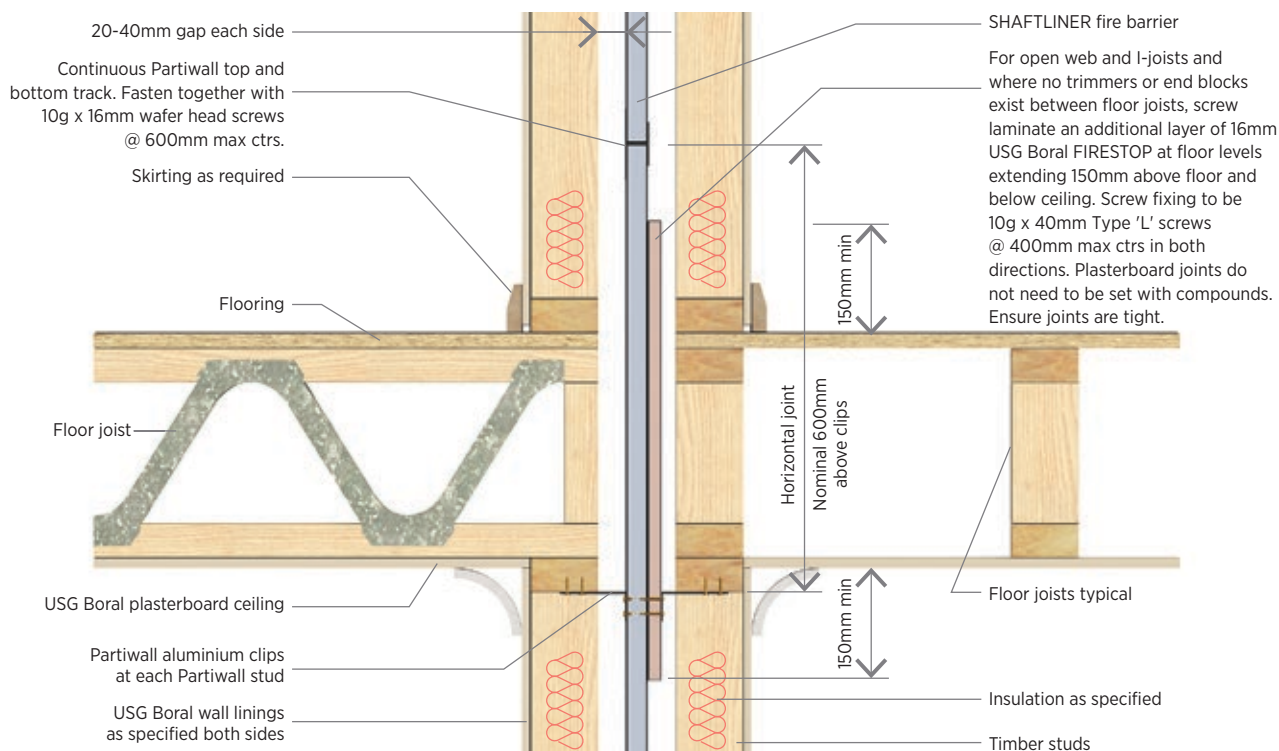 20-40mm gap each side
Continuous Partiwall top and
bottom track. Fasten together with
10g x 16mm wafer head screws
@ 600mm max ctrs.
Skirting as required
Flooring
Floor joist
USG Boral plasterboard ceiling
Partiwall aluminium clips
at each Partiwall stud
USG Boral wall linings
as specified both sides
SHAFTLINER fire barrier
For open web and I-joists and
where no trimmers or end blocks
exist between floor joists, screw
laminate an additional layer of 16mm
USG Boral FIRESTOP at floor levels
extending 150mm above floor and
below ceiling. Screw fixing to be
10g x 40mm Type 'L' screws
@ 400mm max ctrs in both
directions. Plasterboard joints do
not need to be set with compounds.
Ensure joints are tight.
150mm min
Horizontal joint
Nominal 600mm
above clips
150mm min
Floor joists typical
Insulation as specified
Timber studs